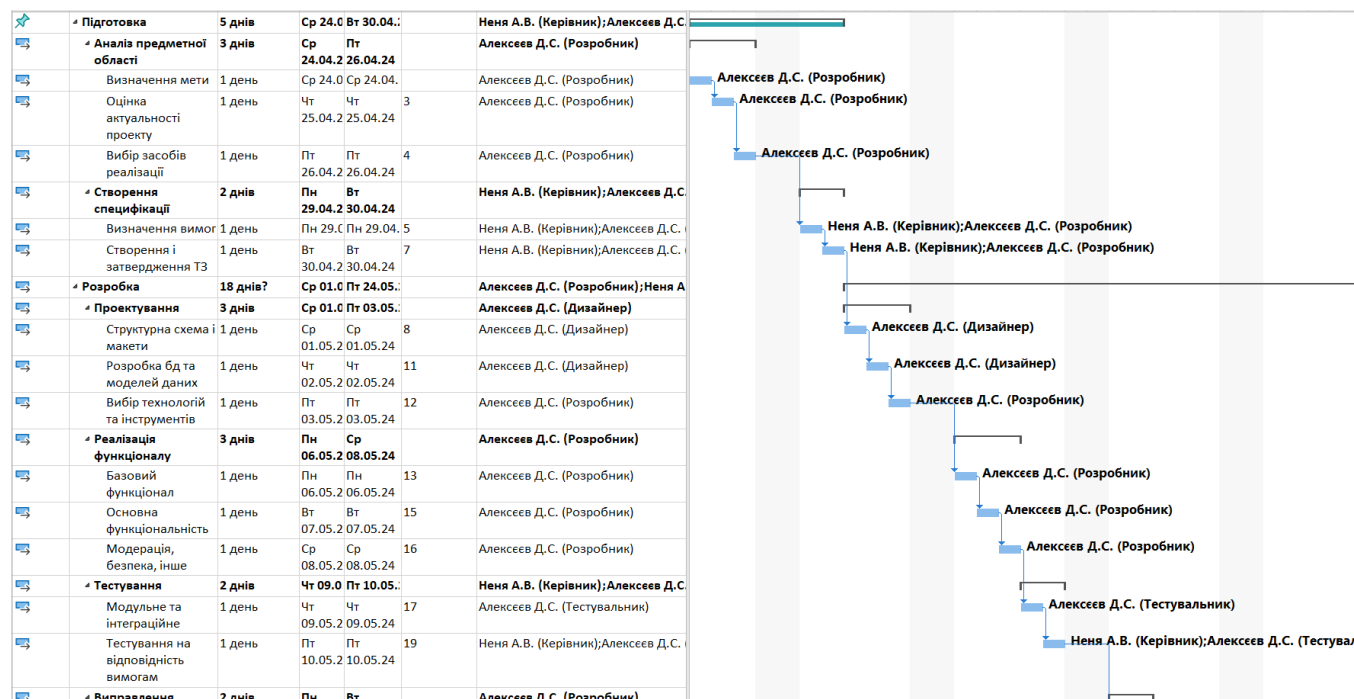 Підготовка 5 днів Ср 24.0 Вт 30.04.: Неня А.В. (Керівник);Алексєєв Д.С.
Аналіз предметної 3 днів Ср Пт Алексєєв Д.С. (Розробник)
області 24.04.2 26.04.24
Визначення мети 1 день Ср 24.0 Ср 24.04. Алексєєв Д.С. (Розробник) Алексєєв Д.С. (Розробник)
Оцінка 1 день Чт Чт 3 Алексєєв Д.С. (Розробник) Алексєєв Д.С. (Розробник)
актуальності 25.04.2 25.04.24
проекту
Вибір засобів 1 день Пт Пт 4 Алексєєв Д.С. (Розробник) Алексєєв Д.С. (Розробник)
реалізації 26.04.2 26.04.24
Створення 2 днів Пн Вт Неня А.В. (Керівник);Алексєєв Д.С.
специфікації 29.04.2 30.04.24
Визначення вимог 1 день Пн 29.0 Пн 29.04. 5 Неня А.В. (Керівник);Алексєєв Д.С. ( Неня А.В. (Керівник);Алексєєв Д.С. (Розробник)
Створення і 1 день Вт Вт 7 Неня А.В. (Керівник);Алексєєв Д.С. ( Неня А.В. (Керівник);Алексєєв Д.С. (Розробник)
затвердження ТЗ 30.04.2 30.04.24
Розробка 18 днів? Ср 01.0 Пт 24.05.: Алексєєв Д.С. (Розробник);Неня А
Проектування 3 днів Ср 01.0 Пт 03.05.: Алексєєв Д.С. (Дизайнер)
Структурна схема і 1 день Ср Ср 8 Алексєєв Д.С. (Дизайнер) Алексєєв Д.С. (Дизайнер)
макети 01.05.2 01.05.24
Розробка бд та 1 день Чт Чт 11 Алексєєв Д.С. (Дизайнер) Алексєєв Д.С. (Дизайнер)
моделей даних 02.05.2 02.05.24
Вибір технологій 1 день Пт Пт 12 Алексєєв Д.С. (Розробник) Алексєєв Д.С. (Розробник)
та інструментів 03.05.2 03.05.24
Реалізація 3 днів Пн Ср Алексєєв Д.С. (Розробник)
функціоналу 06.05.2 08.05.24
Базовий 1 день Пн Пн 13 Алексєєв Д.С. (Розробник) Алексєєв Д.С. (Розробник)
функціонал 06.05.2 06.05.24
Основна 1 день Вт Вт 15 Алексєєв Д.С. (Розробник) Алексєєв Д.С. (Розробник)
функціональність 07.05.2 07.05.24
Модерація, 1 день Ср Ср 16 Алексєєв Д.С. (Розробник) Алексєєв Д.С. (Розробник)
безпека, інше 08.05.2 08.05.24
Тестування 2 днів Чт 09.0 Пт 10.05.: Неня А.В. (Керівник);Алексєєв Д.С.
Модульне та 1 день Чт Чт 17 Алексєєв Д.С. (Тестувальник) Алексєєв Д.С. (Тестувальник)
інтеграційне 09.05.2 09.05.24
Тестування на 1 день Пт Пт 19 Неня А.В. (Керівник);Алексєєв Д.С. ( Неня А.В. (Керівник);Алексєєв Д.С. (Тестувал
відповідність 10.05.2 10.05.24
вимогам
Виправлення 2 днів Пн Вт Алексєєв Д.С. (Розробник)